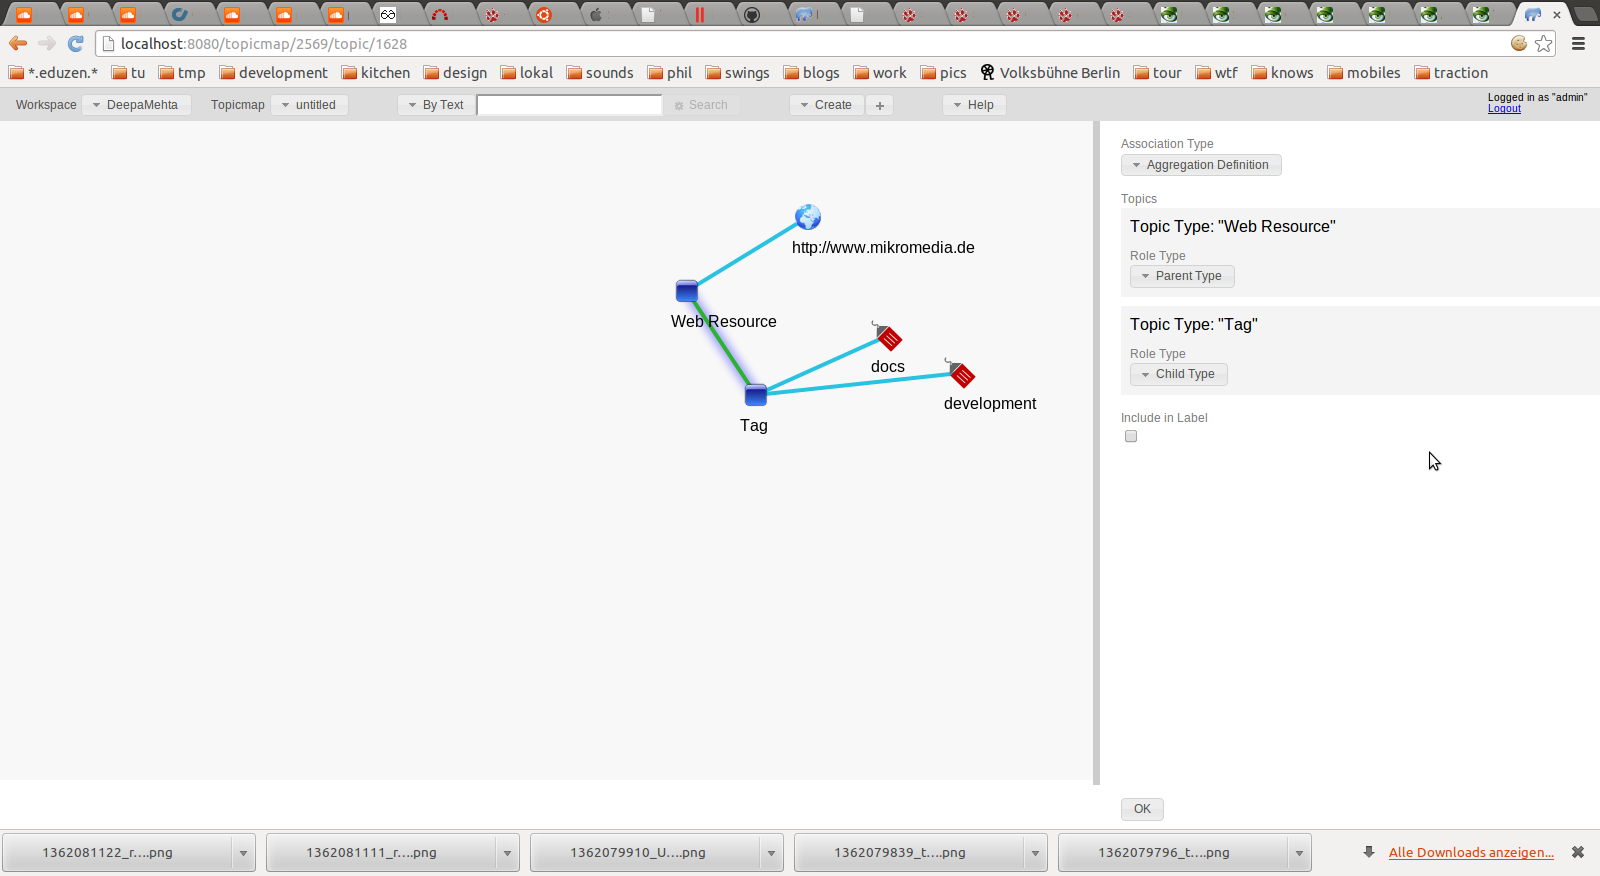 localhost:8080/topicmap/2569/topic/1628
*.eduzen.* tu tmp development kitchen design lokal sounds phil swings blogs work pics Volksbühne Berlin tour wtf knows mobiles traction
Workspace DeepaMehta Topicmap untitled By Text Search Create + Help
Logged in as "admin"
Logout
Association Type
Aggregation Definition
Topics
Topic Type: "Web Resource"
Role Type
Parent Type
Topic Type: "Tag"
Role Type
Child Type
Include in Label
http://www.mikromedia.de
Web Resource
docs
development
Tag
OK
1362081122_r....png 1362081111_r....png 1362079910_U....png 1362079839_t....png 1362079796_t....png Alle Downloads anzeigen...